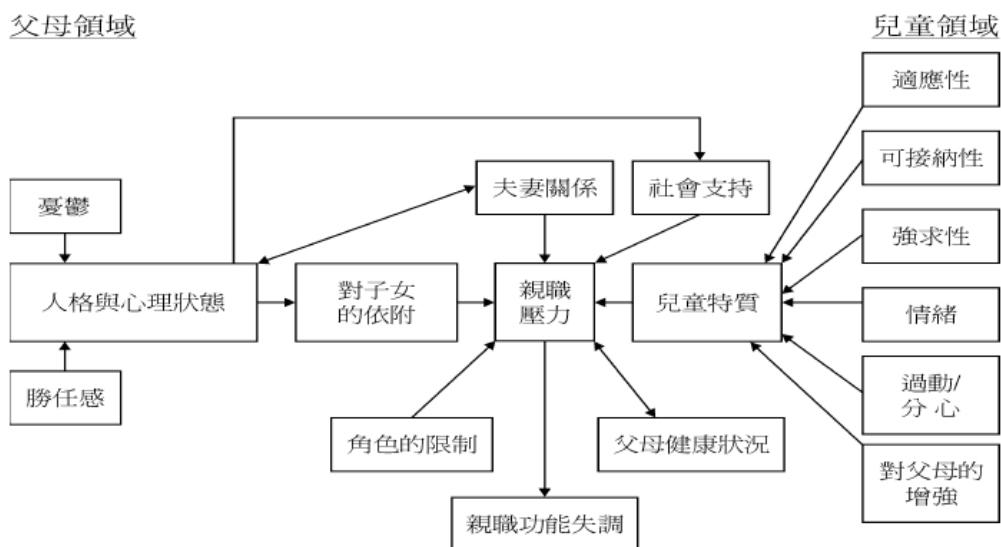 父母領域
兒童領域
適應性
可接納性
夫妻關係
社會支持
憂鬱
強求性
人格與心理狀態
對子女
的依附
親職
壓力
兒童特質
情緒
勝任感
過動/
分 心
角色的限制
父母健康狀況
對父母的
增強
親職功能失調